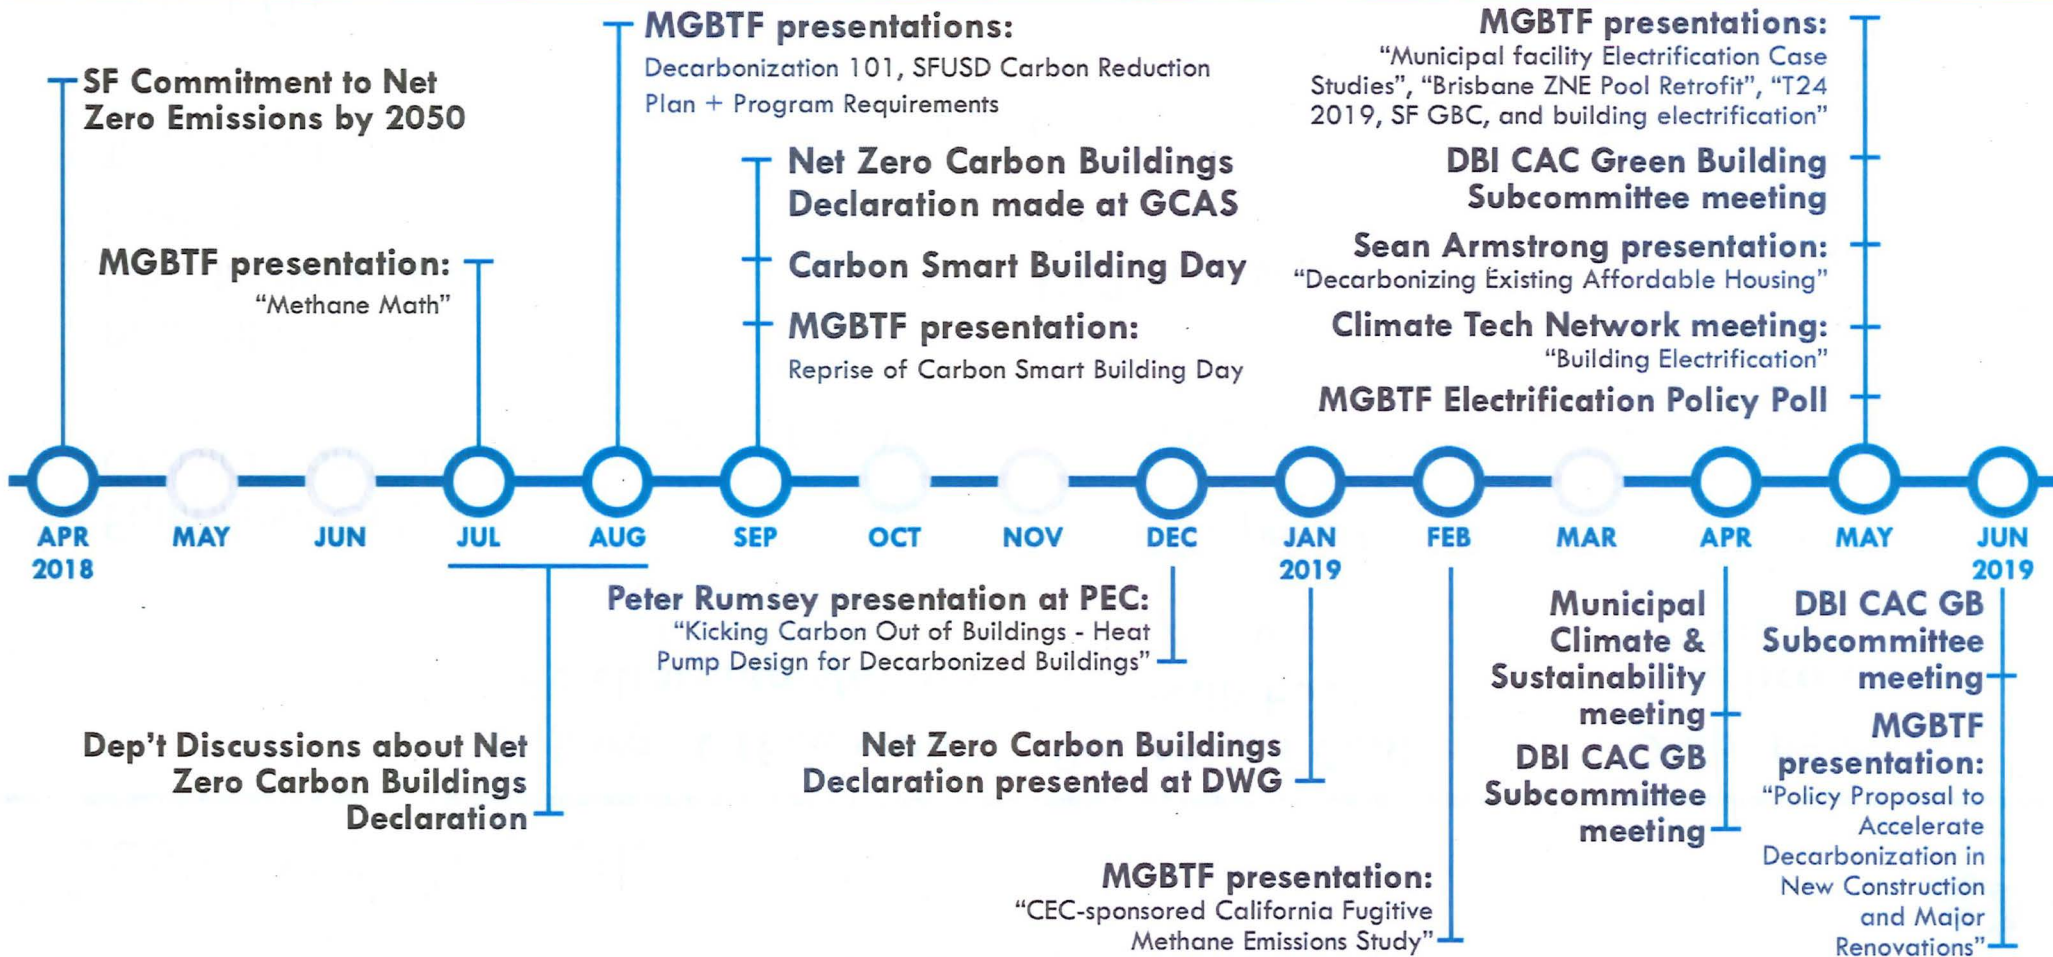 SF Commitment to Net
Zero Emissions by 2050
MGBTF presentation:
“Methane Math”
MGBTF presentations:
Decarbonization 101, SFUSD Carbon Reduction
Plan + Program Requirements
Net Zero Carbon Buildings
Declaration made at GCAS
Carbon Smart Building Day
MGBTF presentation:
Reprise of Carbon Smart Building Day
MGBTF presentations:
“Municipal facility Electrification Case
Studies”, “Brisbane ZNE Pool Retrofit”, “T24
2019, SF GBC, and building electrification”
DBI CAC Green Building
Subcommittee meeting
Sean Armstrong presentation:
“Decarbonizing Existing Affordable Housing”
Climate Tech Network meeting:
“Building Electrification”
MGBTF Electrification Policy Poll
APR
2018
MAY
JUN
JUL
AUG
SEP
OCT
NOV
DEC
JAN
2019
FEB
MAR
APR
MAY
JUN
2019
Dep’t Discussions about Net
Zero Carbon Buildings
Declaration
Peter Rumsey presentation at PEC:
“Kicking Carbon Out of Buildings - Heat
Pump Design for Decarbonized Buildings”
Net Zero Carbon Buildings
Declaration presented at DWG
MGBTF presentation:
“CEC-sponsored California Fugitive
Methane Emissions Study”
Municipal
Climate &
Sustainability
meeting
DBI CAC GB
Subcommittee
meeting
DBI CAC GB
Subcommittee
meeting
MGBTF
presentation:
“Policy Proposal to
Accelerate
Decarbonization in
New Construction
and Major
Renovations”